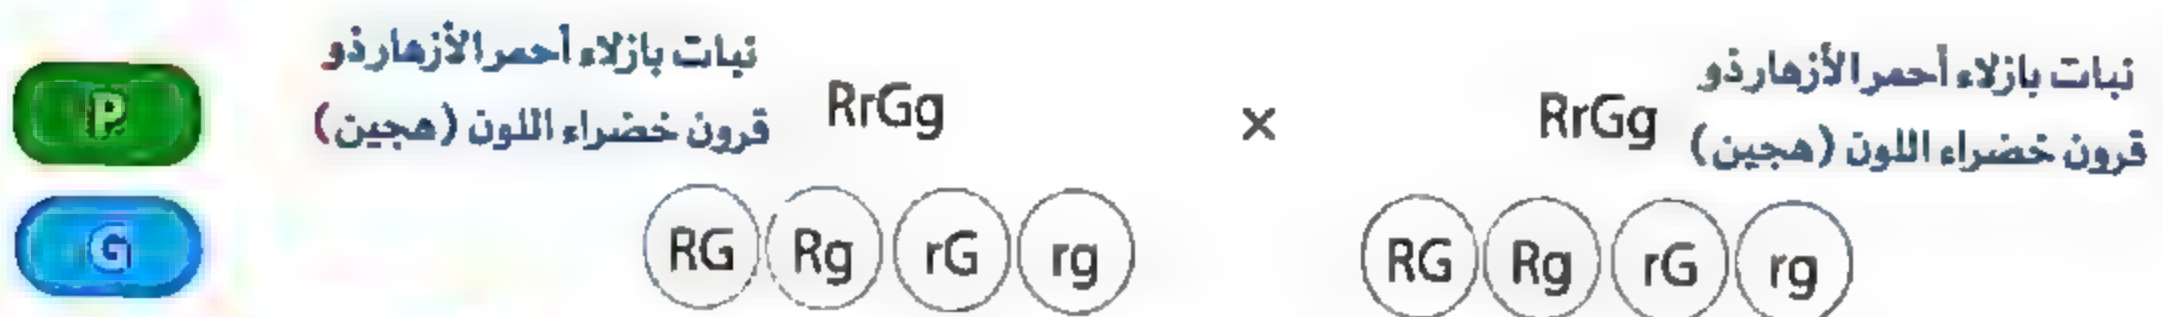 نبات بازلاء أحمر الأزهار ذو
قرون خضراء اللون (هجين)
P
RrGg
×
RrGg
نبات بازلاء أحمر الأزهار ذو
قرون خضراء اللون (هجين)
G
RG Rg rG rg
RG Rg rG rg